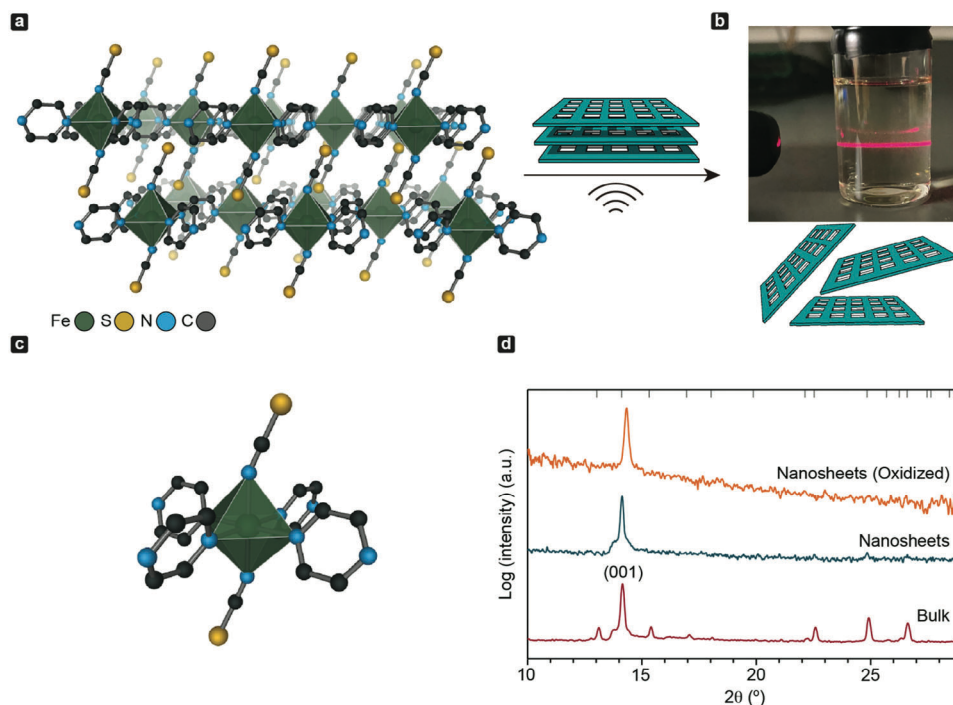 a
b
Fe S N C
c
d
Log (intensity) (a.u.)
Nanosheets (Oxidized)
Nanosheets
(001)
Bulk
10 15 20 25
2θ (º)